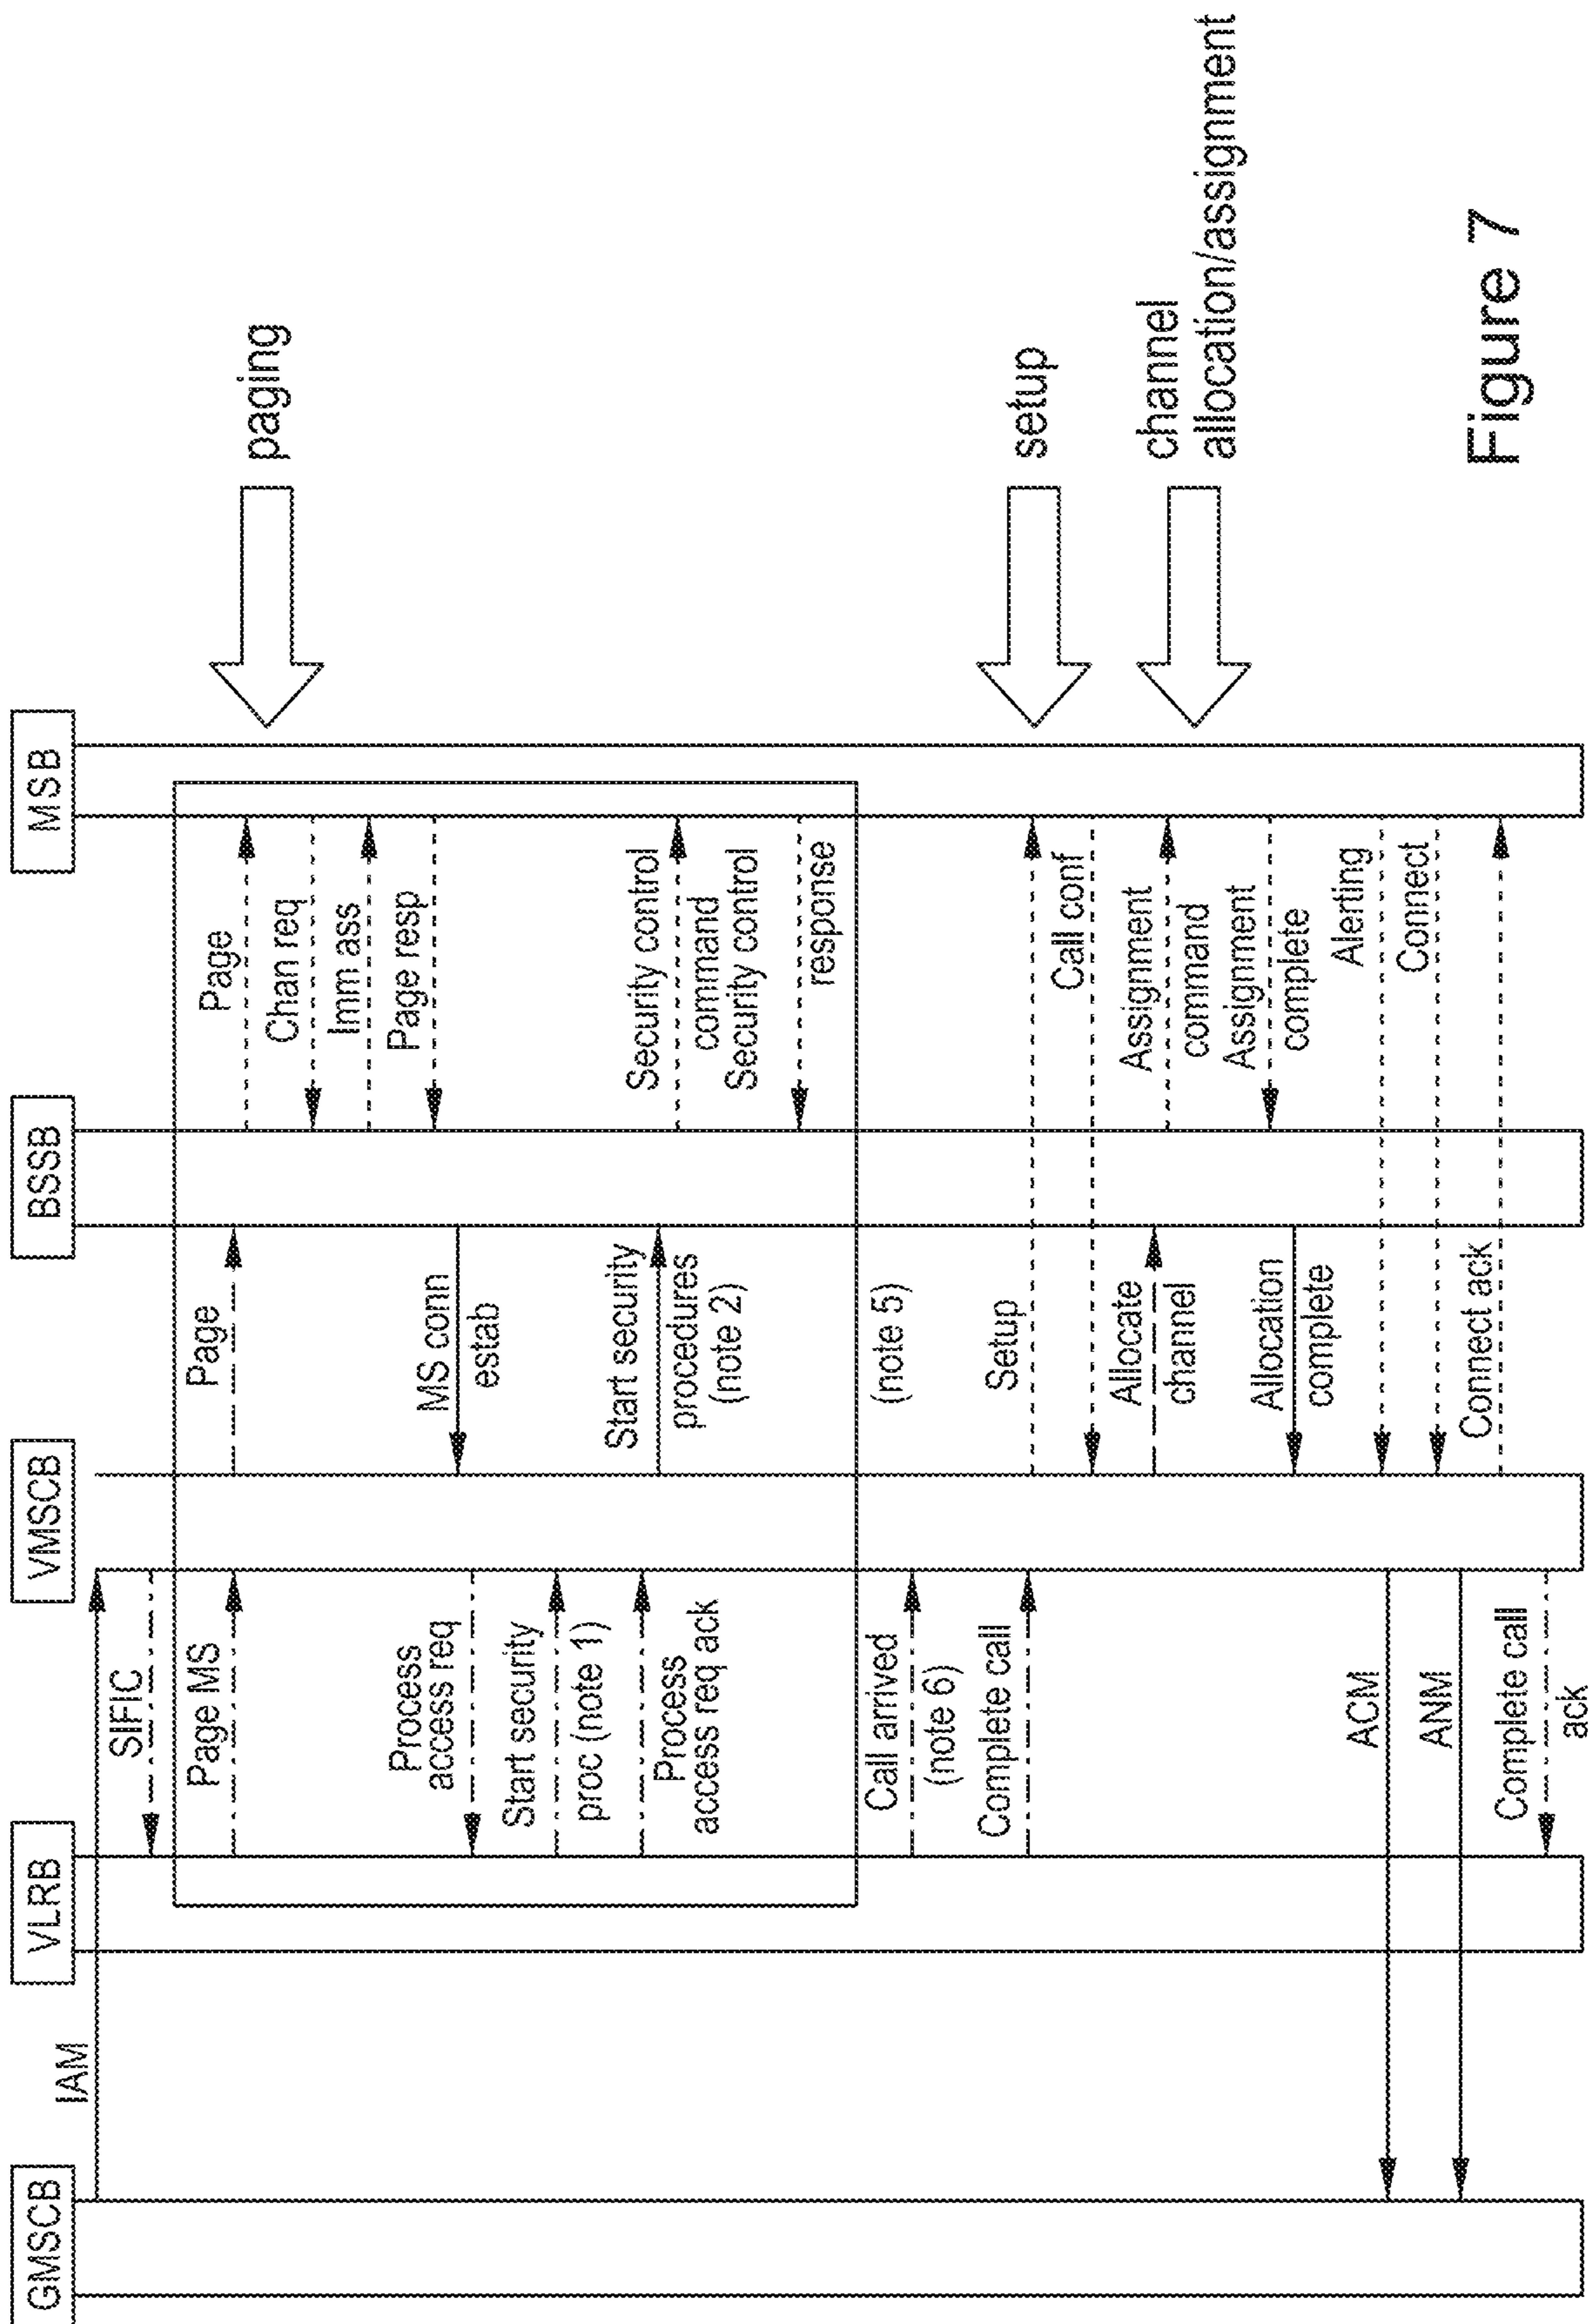 GMSCB
VLRB
VMSCB
BSSB
MSB
IAM
SIFIC
Page MS
Page
Page
paging
Chan req
Imm ass
Page resp
MS conn
estab
Process
access req
Start security
proc (note 1)
Start security
procedures
(note 2)
Security control
command
Security control
response
Process
access req ack
(note 5)
Call arrived
(note 6)
Complete call
Setup
setup
Call conf
Allocate
channel
Assignment
command
channel
allocation/assignment
Assignment
complete
Allocation
complete
Alerting
ACM
Connect
ANM
Connect ack
Complete call
ack
Figure 7